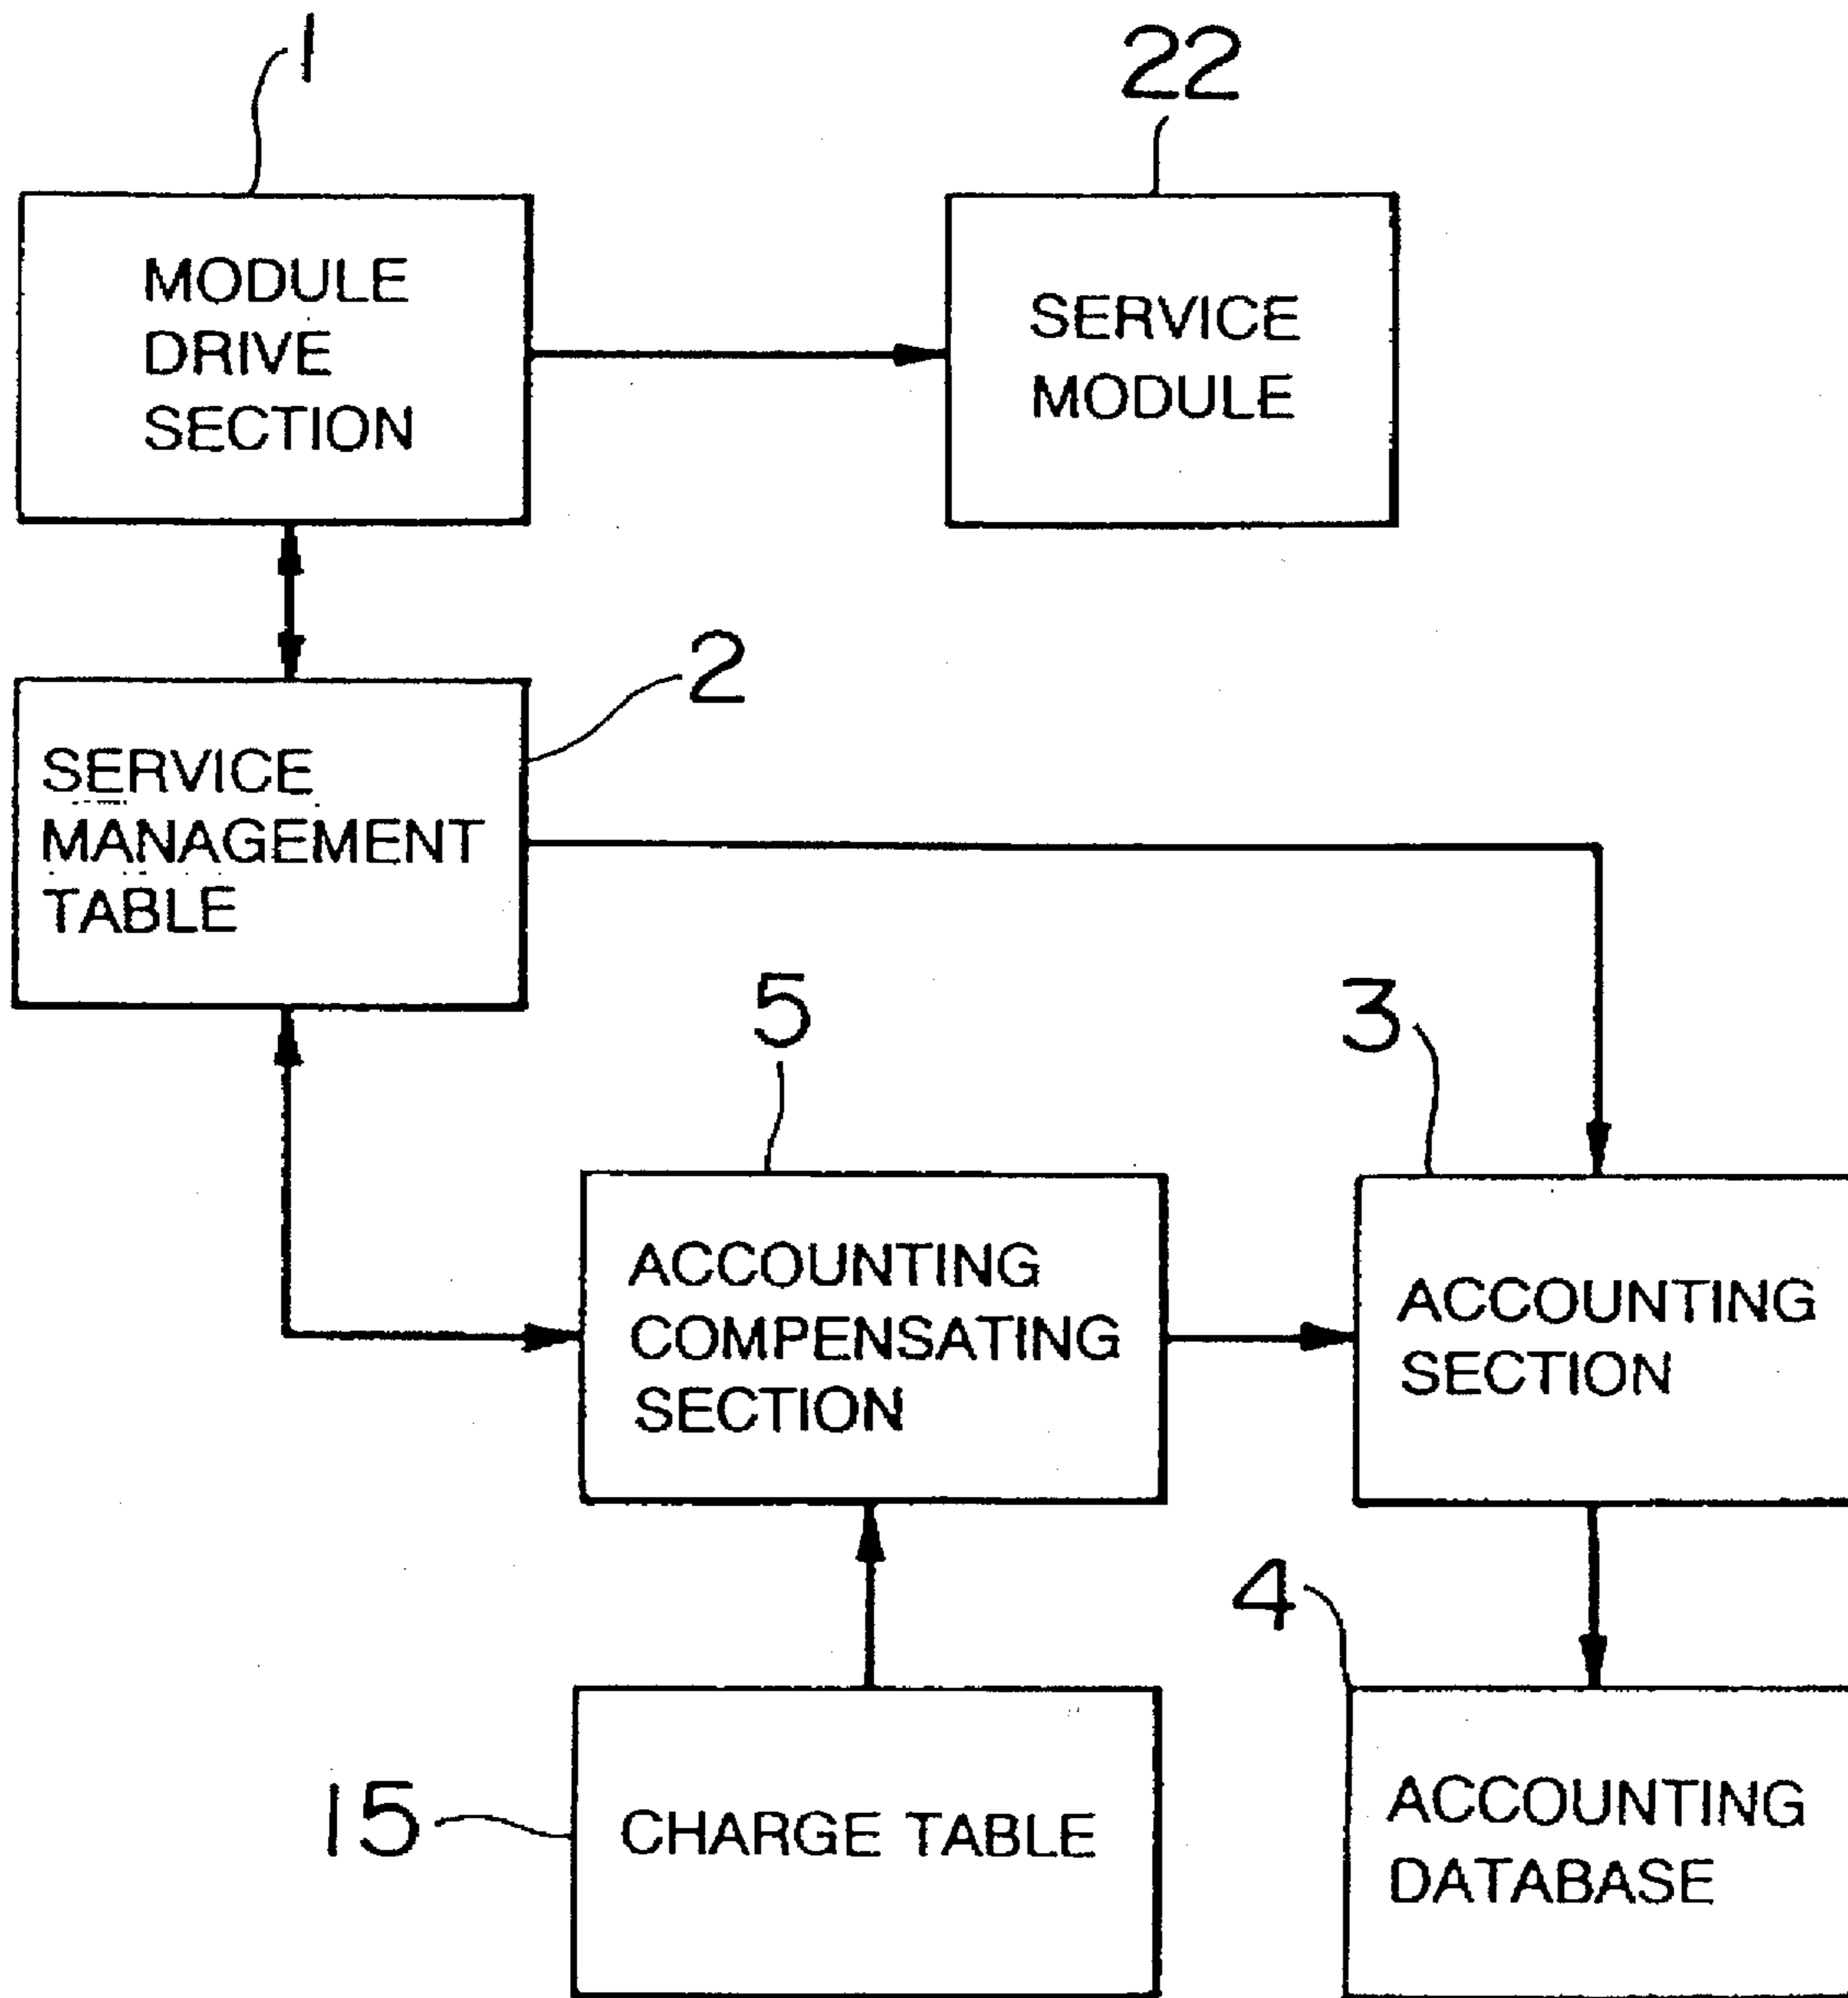 1
22
MODULE
DRIVE
SECTION
SERVICE
MODULE
2
SERVICE
MANAGEMENT
TABLE
5
3
ACCOUNTING
COMPENSATING
SECTION
ACCOUNTING
SECTION
4
15
CHARGE TABLE
ACCOUNTING
DATABASE